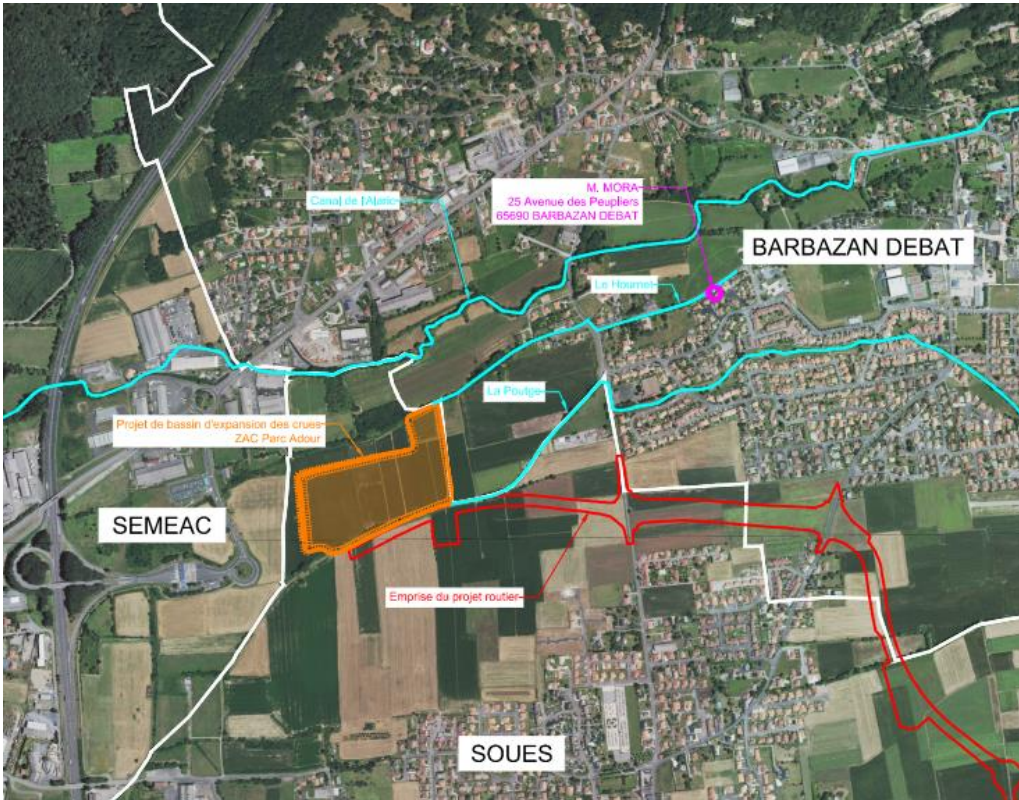 Canal de l'Alaric
M. MORA
25 Avenue des Peupliers
65690 BARBAZAN DEBAT
BARBAZAN DEBAT
Le Hournet
La Poutge
Projet de bassin d'expansion des crues
ZAC Parc Adour
SEMEAC
Emprise du projet routier
SOUES